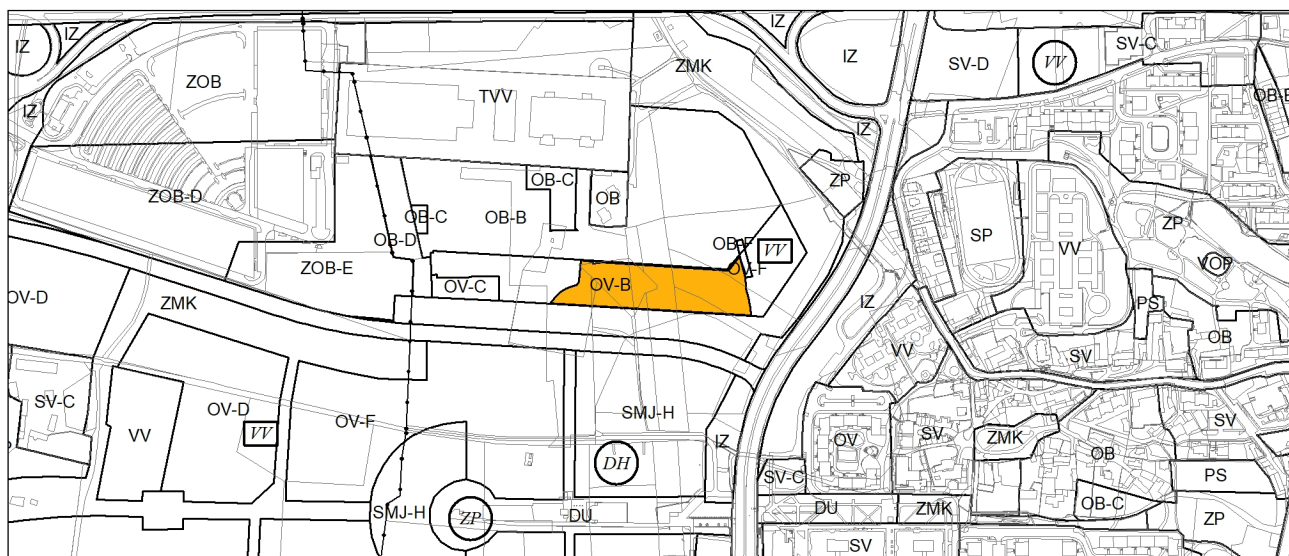 IZ
IZ
IZ
ZOB
TVV
ZMK
IZ
IZ
SV-D
VV
SV-C
OB-B
IZ
ZP
ZOB-D
OB-C
OB-C
OB-B
OB
OB-D
ZOB-E
OB-F
VV
OV-F
SP
VV
ZP
VOP
PS
OB
OV-D
ZMK
OV-C
OV-B
IZ
VV
SV
SV-C
VV
OV-D
VV
OV-F
SMJ-H
IZ
DH
OV
SV
ZMK
OB
SV
PS
SV-C
OB-C
ZP
SMJ-H
ZP
DU
DU
ZMK
SV